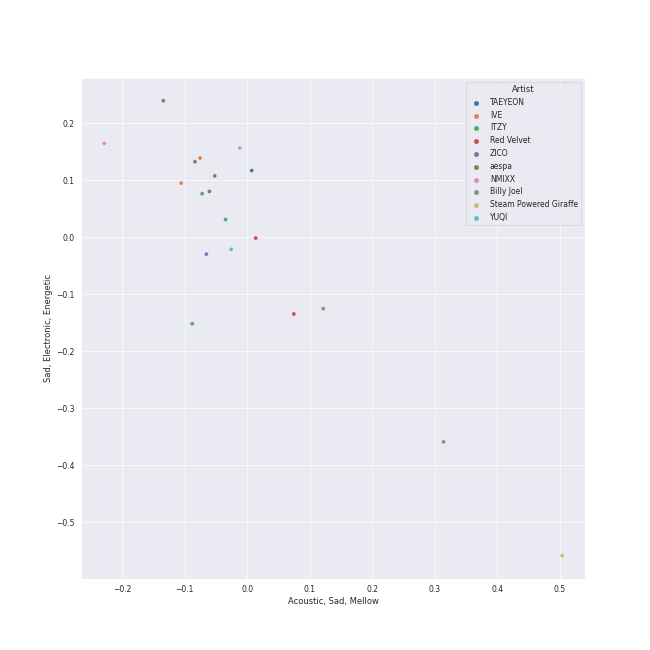 Artist
TAEYEON
IVE
ITZY
Red Velvet
ZICO
aespa
NMIXX
Billy Joel
Steam Powered Giraffe
YUQI
0.2
0.1
0.0
−0.1
−0.2
−0.3
−0.4
−0.5
Sad, Electronic, Energetic
−0.2
−0.1
0.0
0.1
0.2
0.3
0.4
0.5
Acoustic, Sad, Mellow